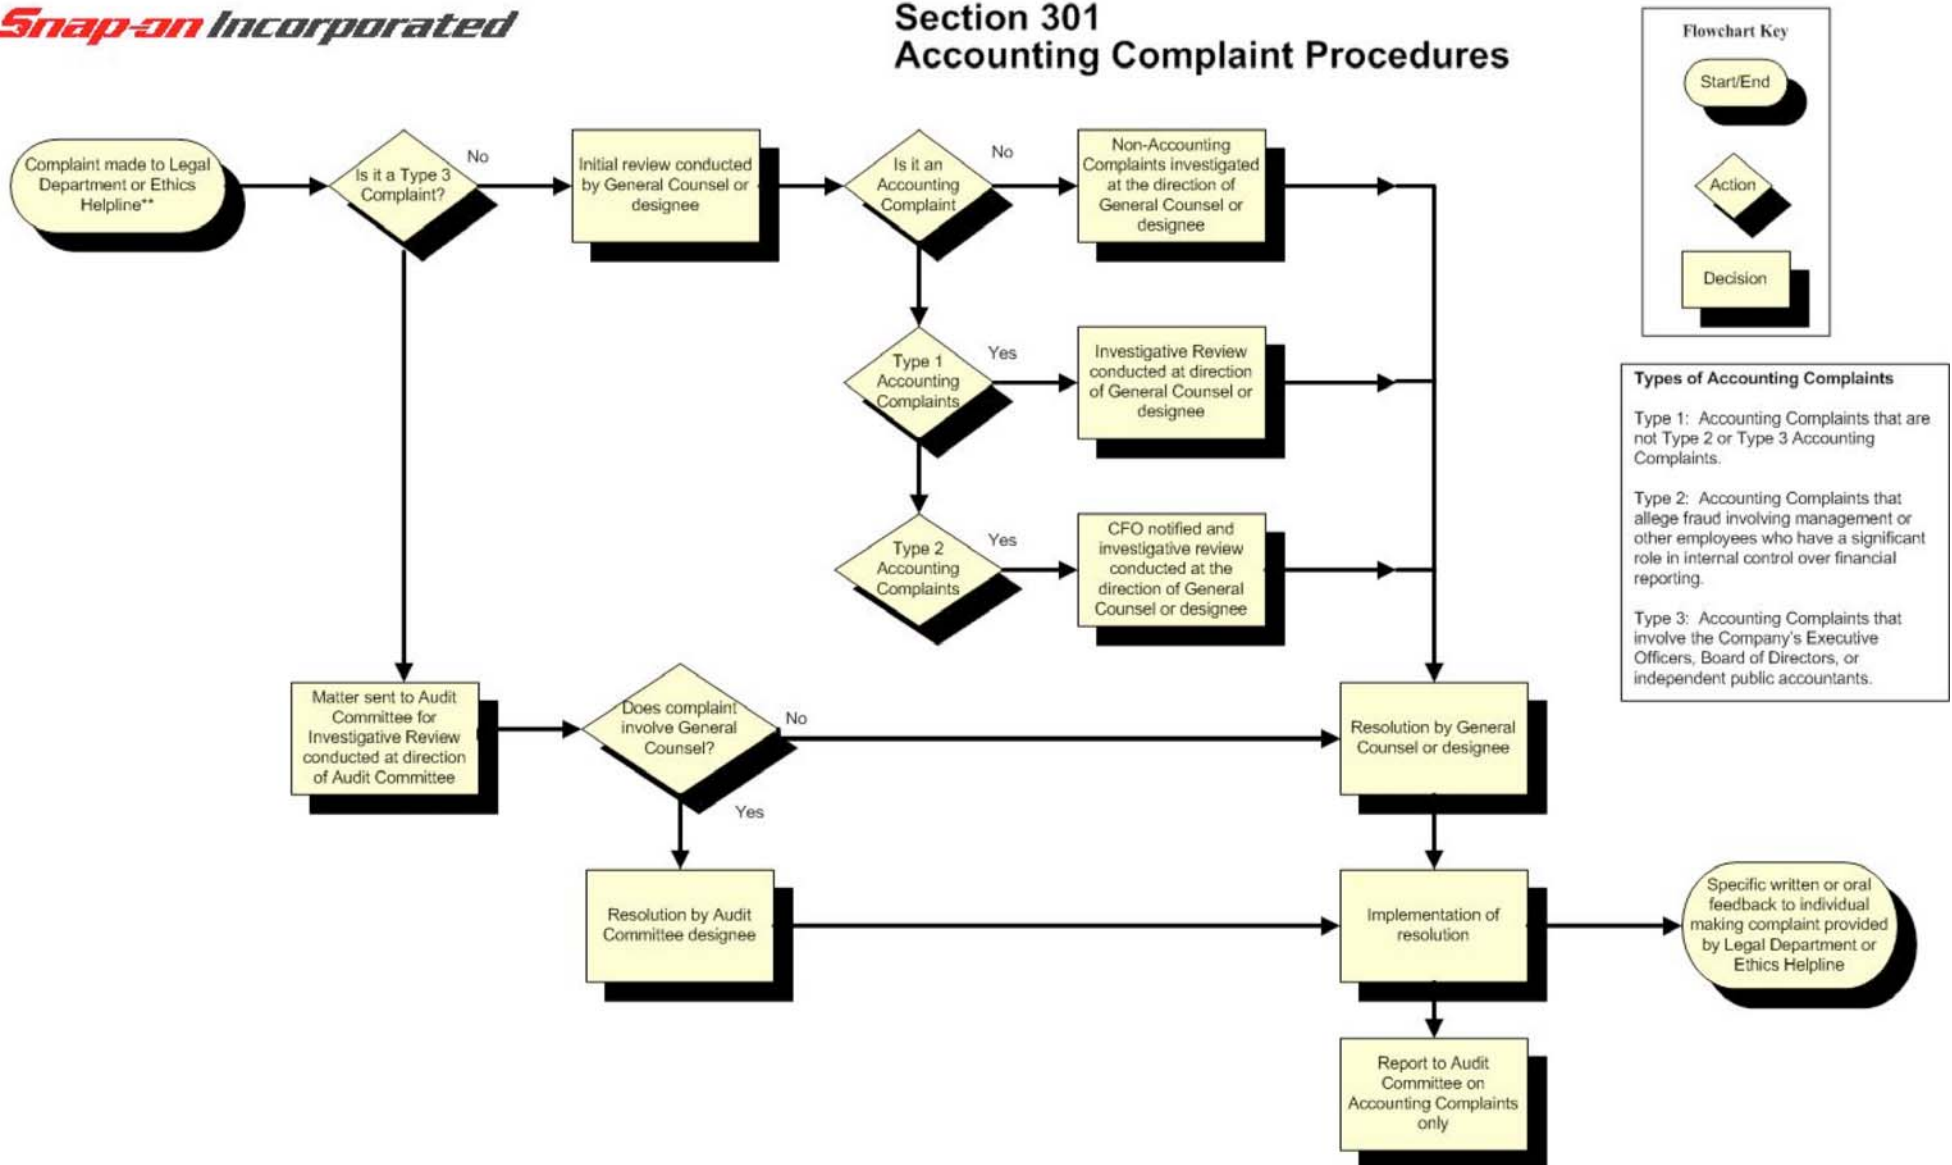 Snap-on Incorporated
Section 301
Accounting Complaint Procedures
Flowchart Key
Start/End
Action
Decision
Complaint made to Legal
Department or Ethics
Helpline**
Is it a Type 3
Complaint?
No
Initial review conducted
by General Counsel or
designee
Is it an
Accounting
Complaint
No
Non-Accounting
Complaints investigated
at the direction of
General Counsel or
designee
Type 1
Accounting
Complaints
Yes
Investigative Review
conducted at direction
of General Counsel or
designee
Type 2
Accounting
Complaints
Yes
CFO notified and
investigative review
conducted at the
direction of General
Counsel or designee
Types of Accounting Complaints
Type 1: Accounting Complaints that are
not Type 2 or Type 3 Accounting
Complaints.
Type 2: Accounting Complaints that
allege fraud involving management or
other employees who have a significant
role in internal control over financial
reporting.
Type 3: Accounting Complaints that
involve the Company's Executive
Officers, Board of Directors, or
independent public accountants.
Matter sent to Audit
Committee for
Investigative Review
conducted at direction
of Audit Committee
Does complaint
involve General
Counsel?
No
Yes
Resolution by General
Counsel or designee
Resolution by Audit
Committee designee
Implementation of
resolution
Specific written or oral
feedback to individual
making complaint provided
by Legal Department or
Ethics Helpline
Report to Audit
Committee on
Accounting Complaints
only